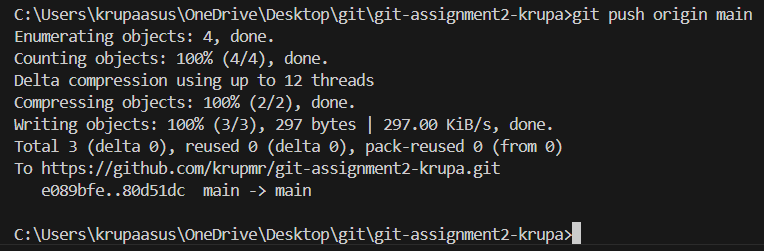 C:\Users\krupaasus\OneDrive\Desktop\git\git-assignment2-krupa>git push origin main
Enumerating objects: 4, done.
Counting objects: 100% (4/4), done.
Delta compression using up to 12 threads
Compressing objects: 100% (2/2), done.
Writing objects: 100% (3/3), 297 bytes | 297.00 KiB/s, done.
Total 3 (delta 0), reused 0 (delta 0), pack-reused 0 (from 0)
To https://github.com/krupmr/git-assignment2-krupa.git
   e089bfe..80d51dc  main -> main
C:\Users\krupaasus\OneDrive\Desktop\git\git-assignment2-krupa>